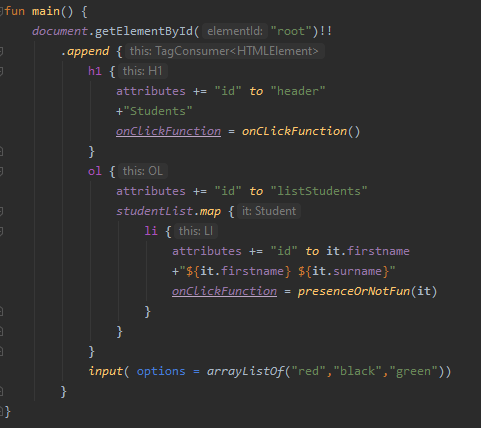 fun main() {
    document.getElementById( elementId: "root")!!
        .append { this: TagConsumer<HTMLElement>
            h1 { this: H1
                attributes += "id" to "header"
                +"Students"
                onClickFunction = onCLickFunction()
            }
            ol { this: OL
                attributes += "id" to "listStudents"
                studentList.map { it: Student
                    li { this: LI
                        attributes += "id" to it.firstname
                        +"${it.firstname} ${it.surname}"
                        onClickFunction = presenceOrNotFun(it)
                    }
                }
            }
            input( options = arrayListOf("red","black","green"))
        }
}